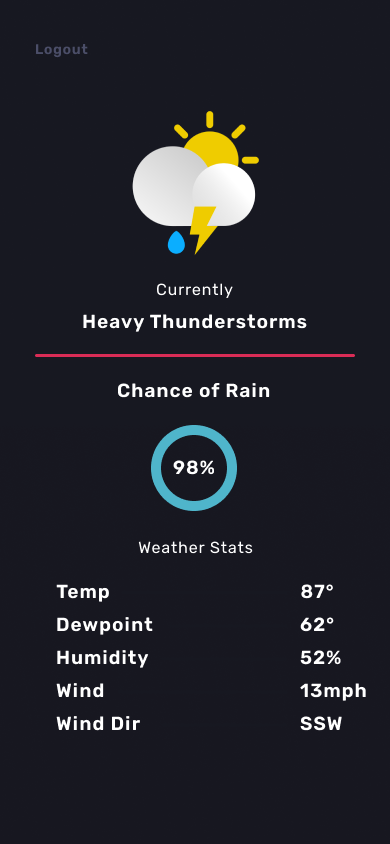 Logout
Currently
Heavy Thunderstorms
Chance of Rain
98%
Weather Stats
Temp 87°
Dewpoint 62°
Humidity 52%
Wind 13mph
Wind Dir SSW